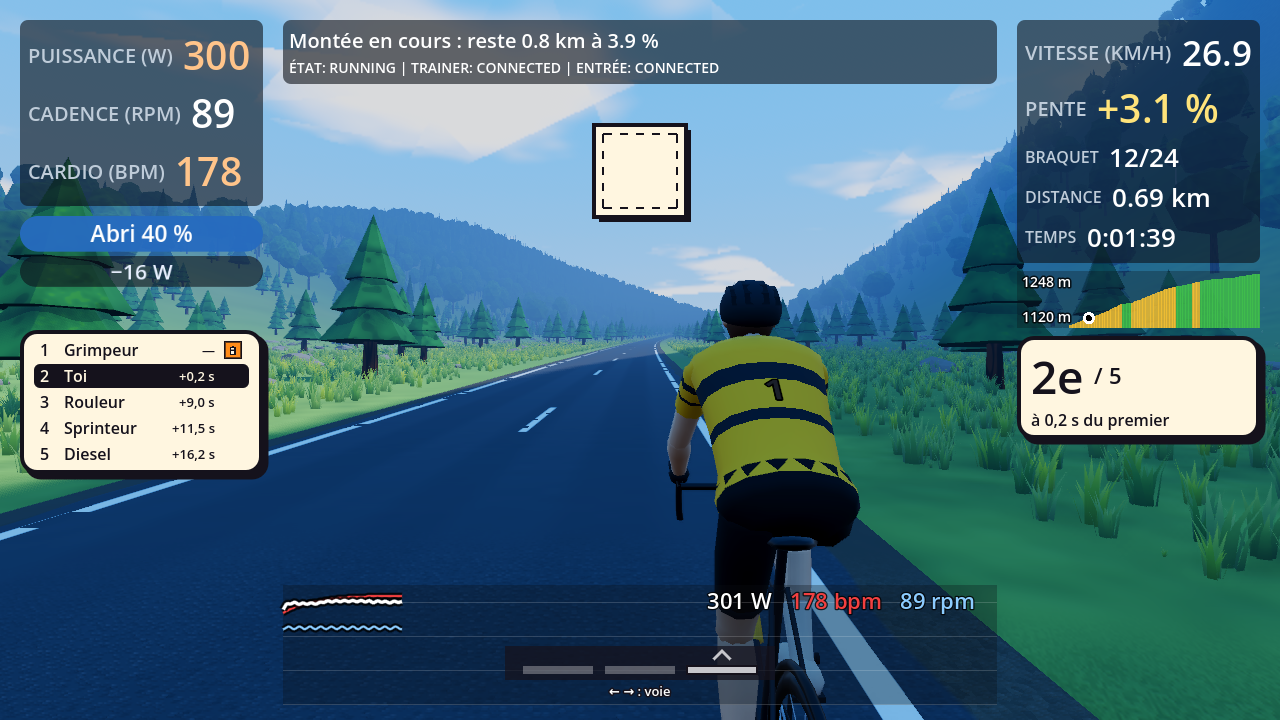 PUISSANCE (W) 300
CADENCE (RPM) 89
CARDIO (BPM) 178
Abri 40 %
−16 W
1 Grimpeur —
2 Toi +0,2 s
3 Rouleur +9,0 s
4 Sprinteur +11,5 s
5 Diesel +16,2 s
Montée en cours : reste 0.8 km à 3.9 %
ÉTAT: RUNNING | TRAINER: CONNECTED | ENTRÉE: CONNECTED
VITESSE (KM/H) 26.9
PENTE +3.1 %
BRAQUET 12/24
DISTANCE 0.69 km
TEMPS 0:01:39
1248 m
1120 m
2e / 5
à 0,2 s du premier
1
301 W 178 bpm 89 rpm
← → : voie